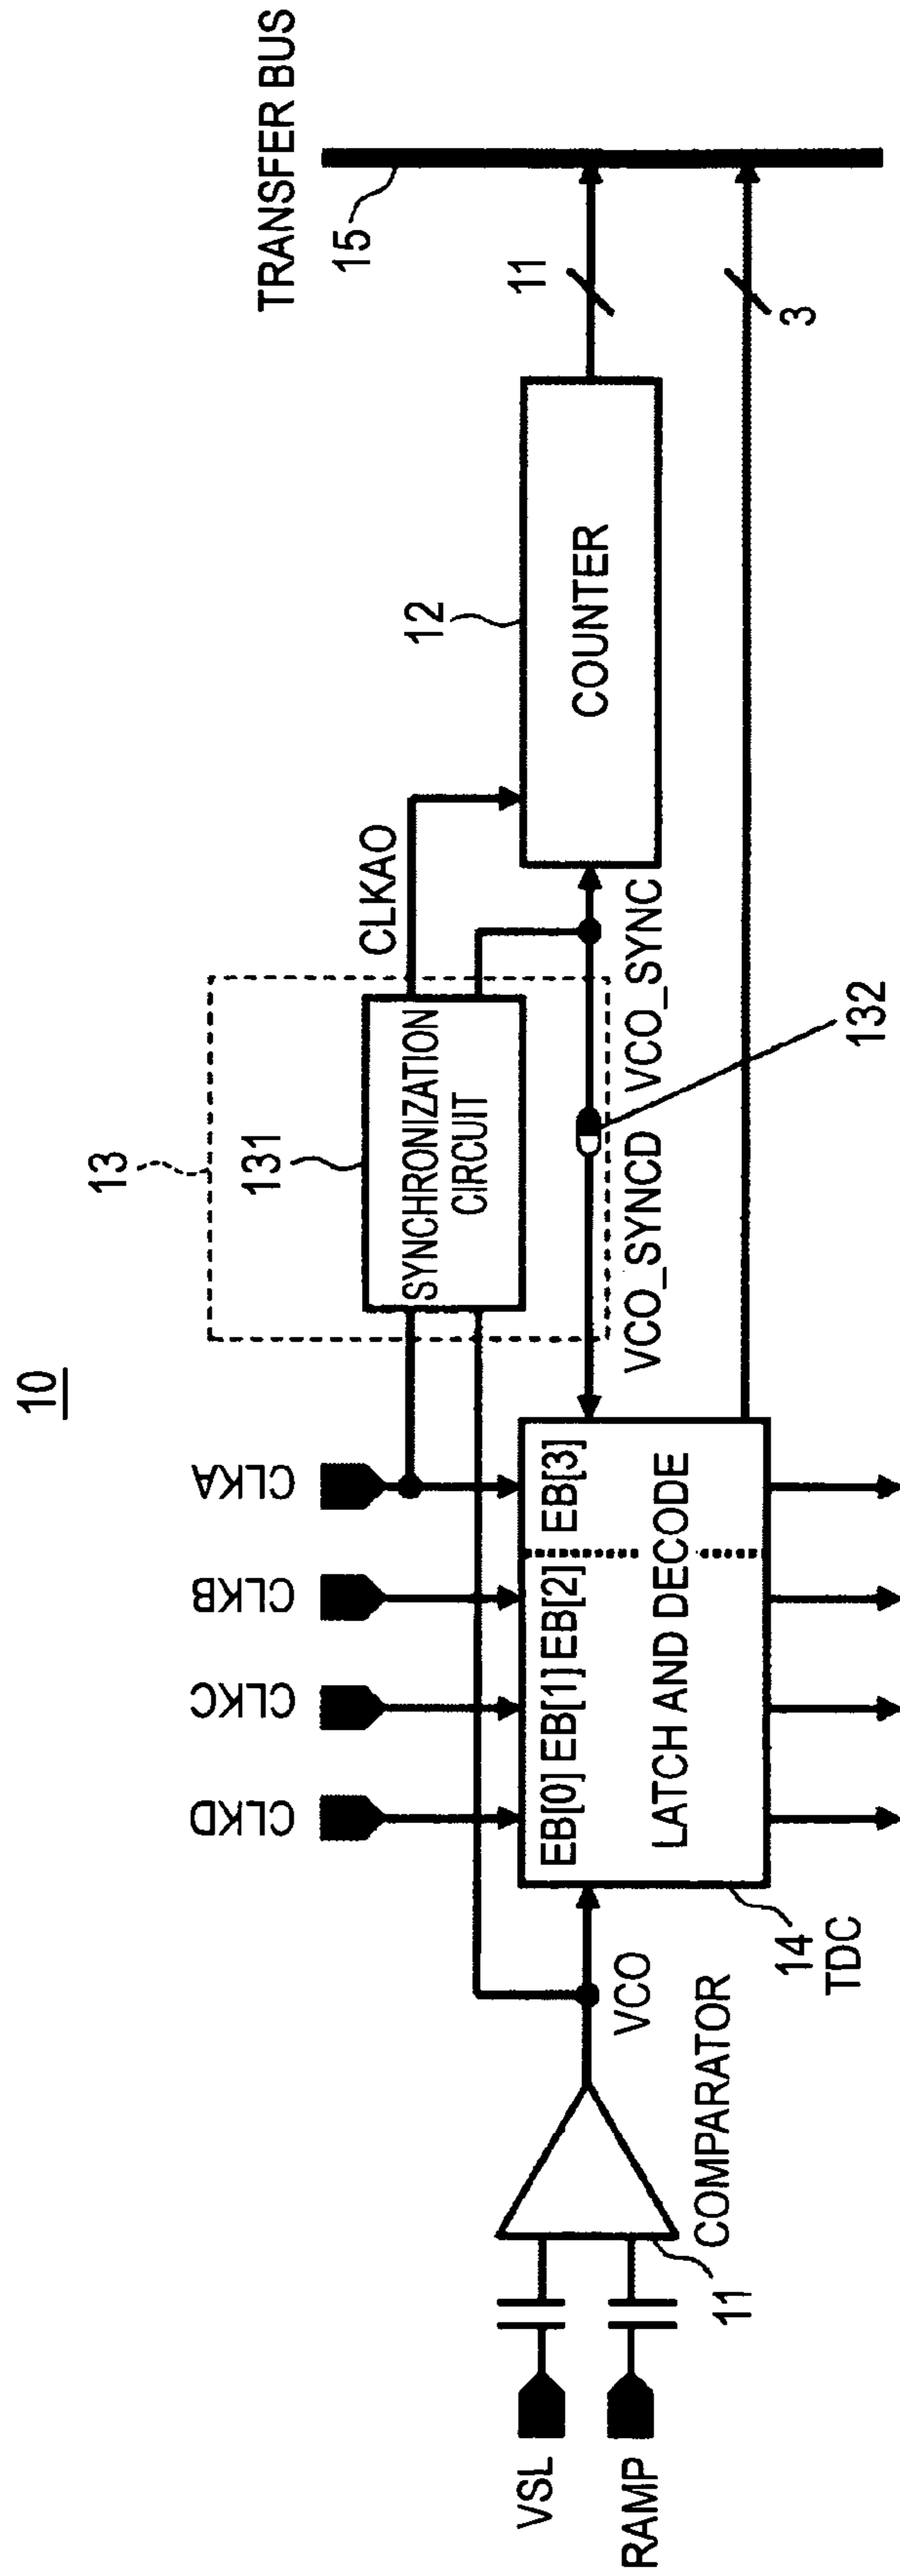 10
TRANSFER BUS
15
CLKD
CLKC
CLKB
CLKA
13
131
SYNCHRONIZATION
CIRCUIT
CLKAO
12
11
COUNTER
3
VSL
RAMP
11
COMPARATOR
VCO
EB[0]
EB[1]
EB[2]
EB[3]
LATCH AND DECODE
14
TDC
VCO_SYNCD
VCO_SYNC
132